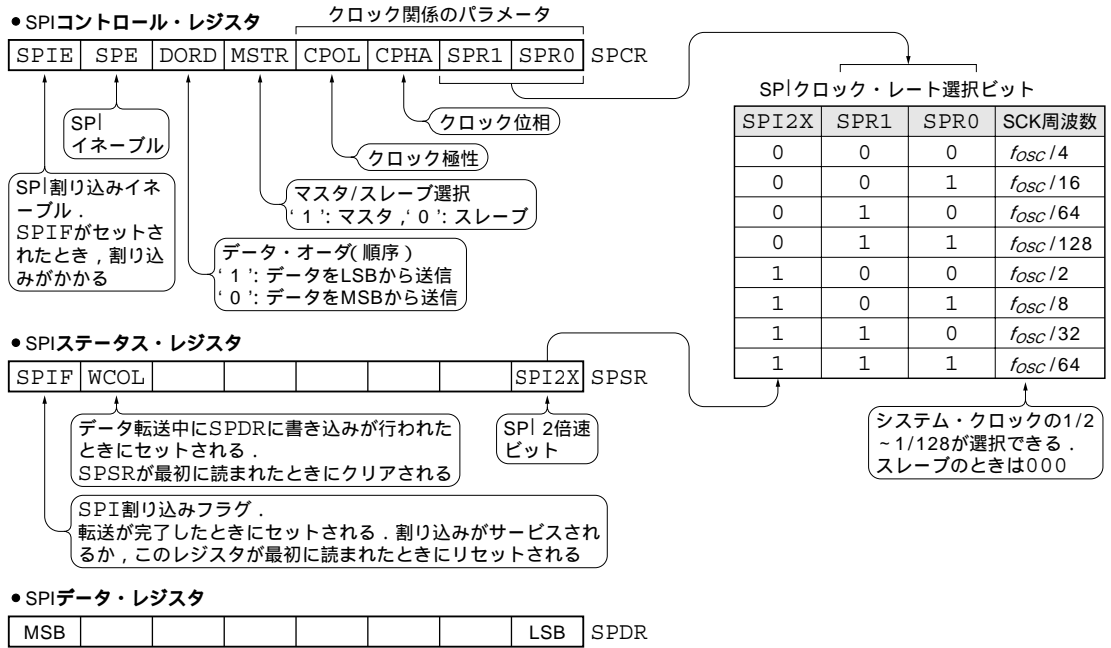 ●SPIコントロール・レジスタ
クロック関係のパラメータ
SPIE SPE DORD MSTR CPOL CPHA SPR1 SPR0 SPCR
SPI
イネーブル
クロック位相
クロック極性
SPI割り込みイネ
ーブル．
SPIFがセットさ
れたとき，割り込
みがかかる
マスタ/スレーブ選択
‘1’：マスタ，‘0’：スレーブ
データ・オーダ(順序)
‘1’：データをLSBから送信
‘0’：データをMSBから送信
SPIクロック・レート選択ビット
SPI2X SPR1 SPR0 SCK周波数
0 0 0 fosc/4
0 0 1 fosc/16
0 1 0 fosc/64
0 1 1 fosc/128
1 0 0 fosc/2
1 0 1 fosc/8
1 1 0 fosc/32
1 1 1 fosc/64
システム・クロックの1/2
~1/128が選択できる．
スレーブのときは000
●SPIステータス・レジスタ
SPIF WCOL SPI2X SPSR
データ転送中にSPDRに書き込みが行われた
ときにセットされる．
SPSRが最初に読まれたときにクリアされる
SPI 2倍速
ビット
SPI割り込みフラグ．
転送が完了したときにセットされる．割り込みがサービスされ
るか，このレジスタが最初に読まれたときにリセットされる
●SPIデータ・レジスタ
MSB LSB SPDR